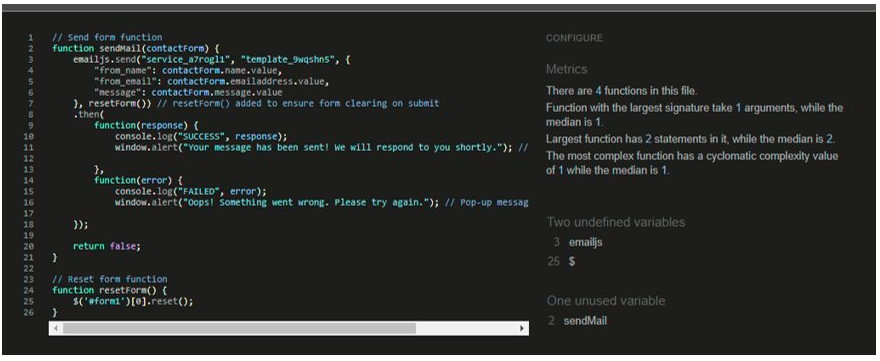 1 // Send form function
2 function sendMail(contactForm) {
3 emailjs.send("service_a7rogl1", "template_9wqshn5", {
4 "from_name": contactForm.name.value,
5 "from_email": contactForm.emailaddress.value,
6 "message": contactForm.message.value
7 }, resetForm()) // resetForm() added to ensure form clearing on submit
8 .then(
9 function(response) {
10 console.log("SUCCESS", response);
11 window.alert("Your message has been sent! We will respond to you shortly."); //
12
13 },
14 function(error) {
15 console.log("FAILED", error);
16 window.alert("Oops! Something went wrong. Please try again."); // Pop-up messag
17
18 });
19
20 return false;
21 }
22
23 // Reset form function
24 function resetForm() {
25 $('#form1')[0].reset();
26 }
CONFIGURE
Metrics
There are 4 functions in this file.
Function with the largest signature take 1 arguments, while the
median is 1.
Largest function has 2 statements in it, while the median is 2.
The most complex function has a cyclomatic complexity value
of 1 while the median is 1.
Two undefined variables
3 emailjs
25 $
One unused variable
2 sendMail